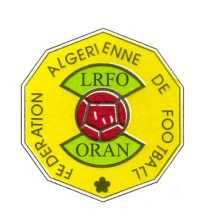 FEDERATION ALGERIENNE DE FOOTBALL
LRFO
ORAN